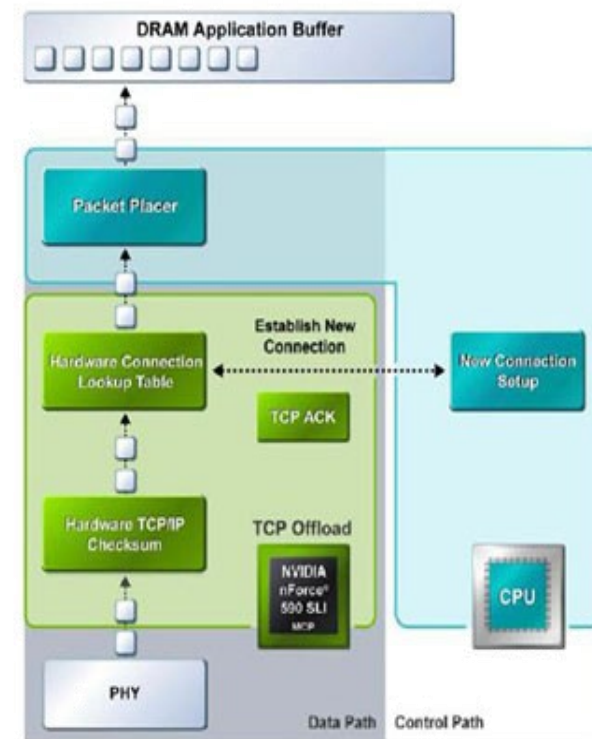 DRAM Application Buffer
Packet Placer
Establish New
Connection
Hardware Connection
Lookup Table
New Connection
Setup
TCP ACK
Hardware TCP/IP
Checksum
TCP Offload
NVIDIA
nForce®
590 SLI
MCP
CPU
PHY
Data Path
Control Path